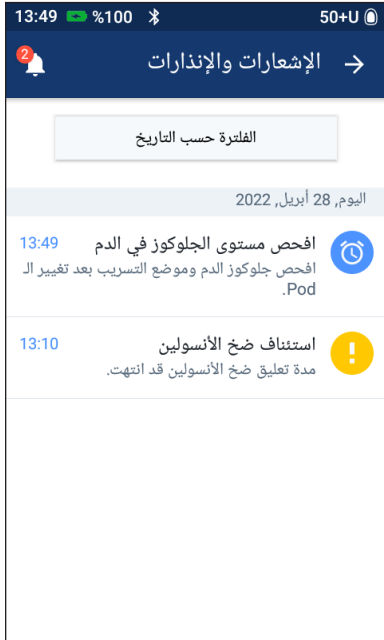 13:49 %100 50+U
الإشعارات والإنذارات
2
الفلترة حسب التاريخ
اليوم, 28 أبريل, 2022
افحص مستوى الجلوكوز في الدم 13:49
افحص جلوكوز الدم وموضع التسريب بعد تغيير الـ
Pod.
استئناف ضخ الأنسولين 13:10
مدة تعليق ضخ الأنسولين قد انتهت.